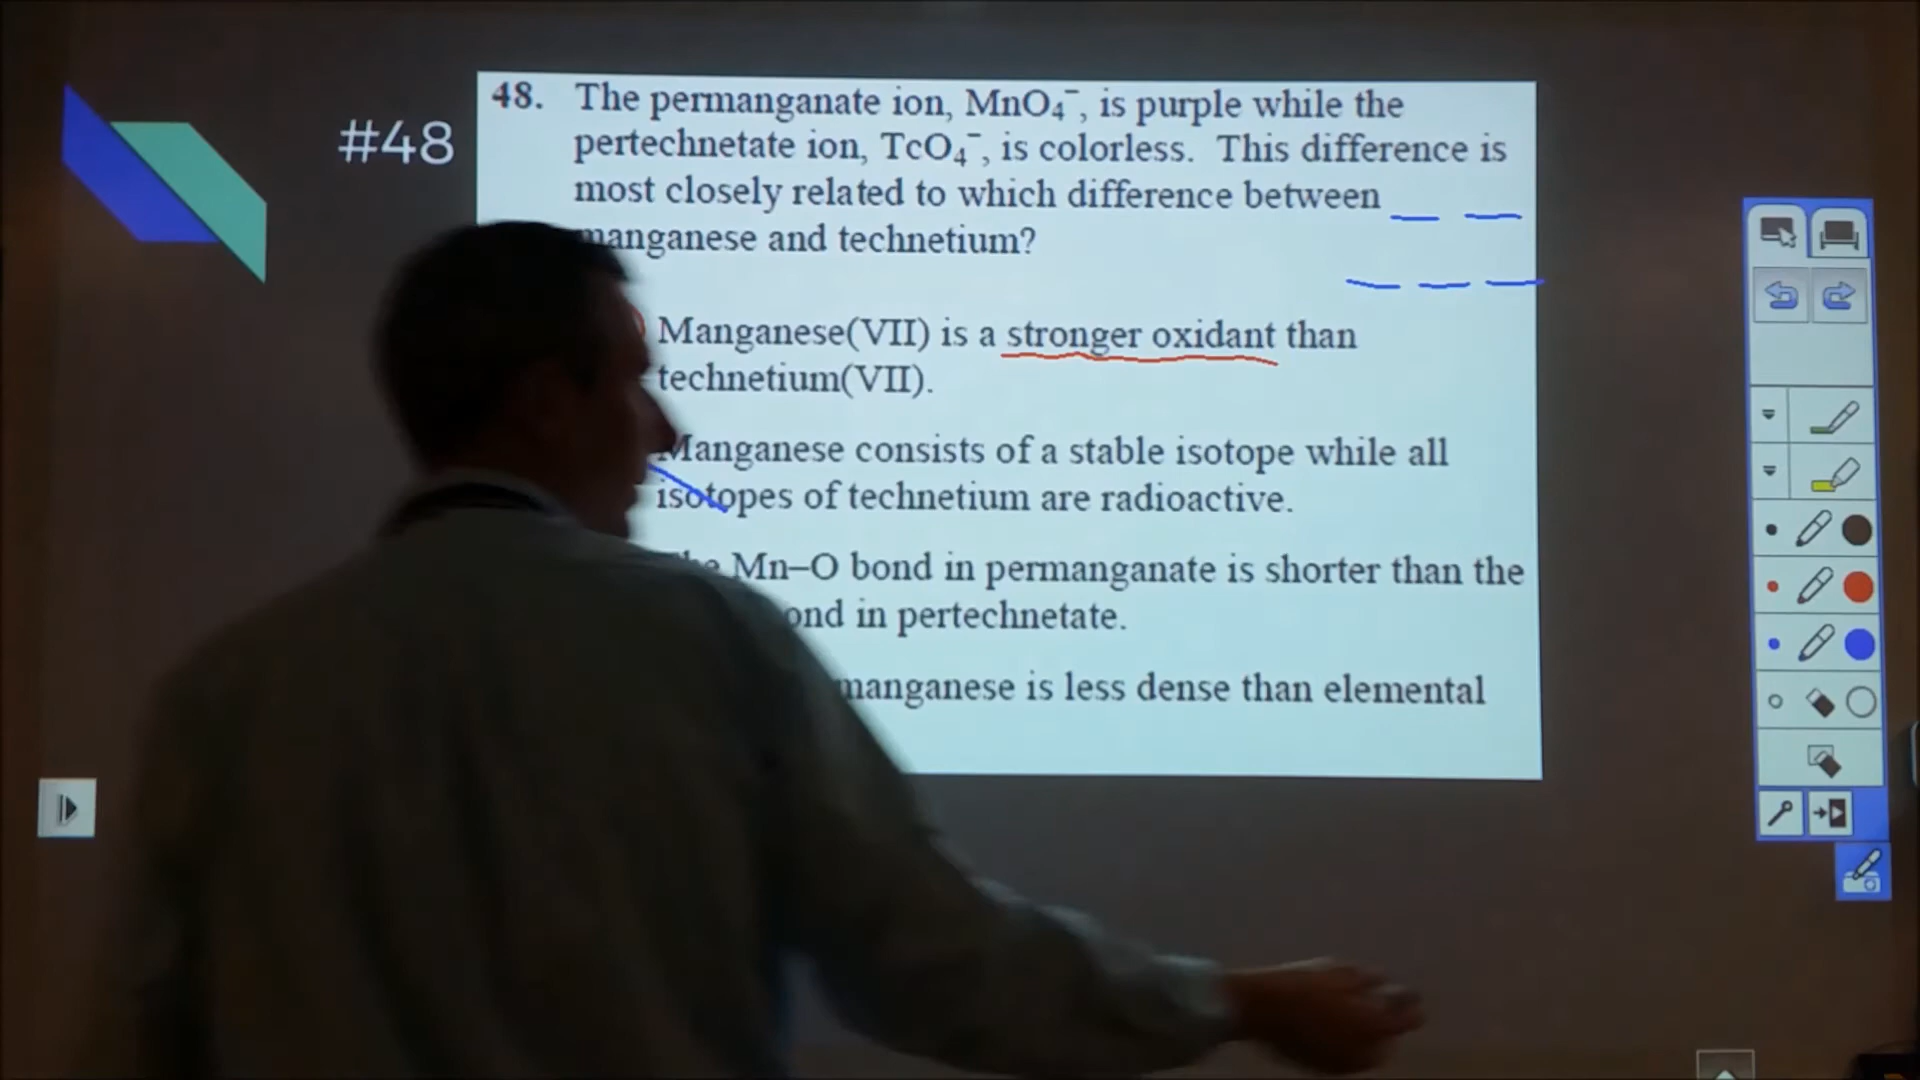 #48
48. The permanganate ion, MnO₄⁻, is purple while the
pertechnetate ion, TcO₄⁻, is colorless. This difference is
most closely related to which difference between
manganese and technetium?
Manganese(VII) is a stronger oxidant than
technetium(VII).
Manganese consists of a stable isotope while all
isotopes of technetium are radioactive.
Mn–O bond in permanganate is shorter than the
in pertechnetate.
manganese is less dense than elemental